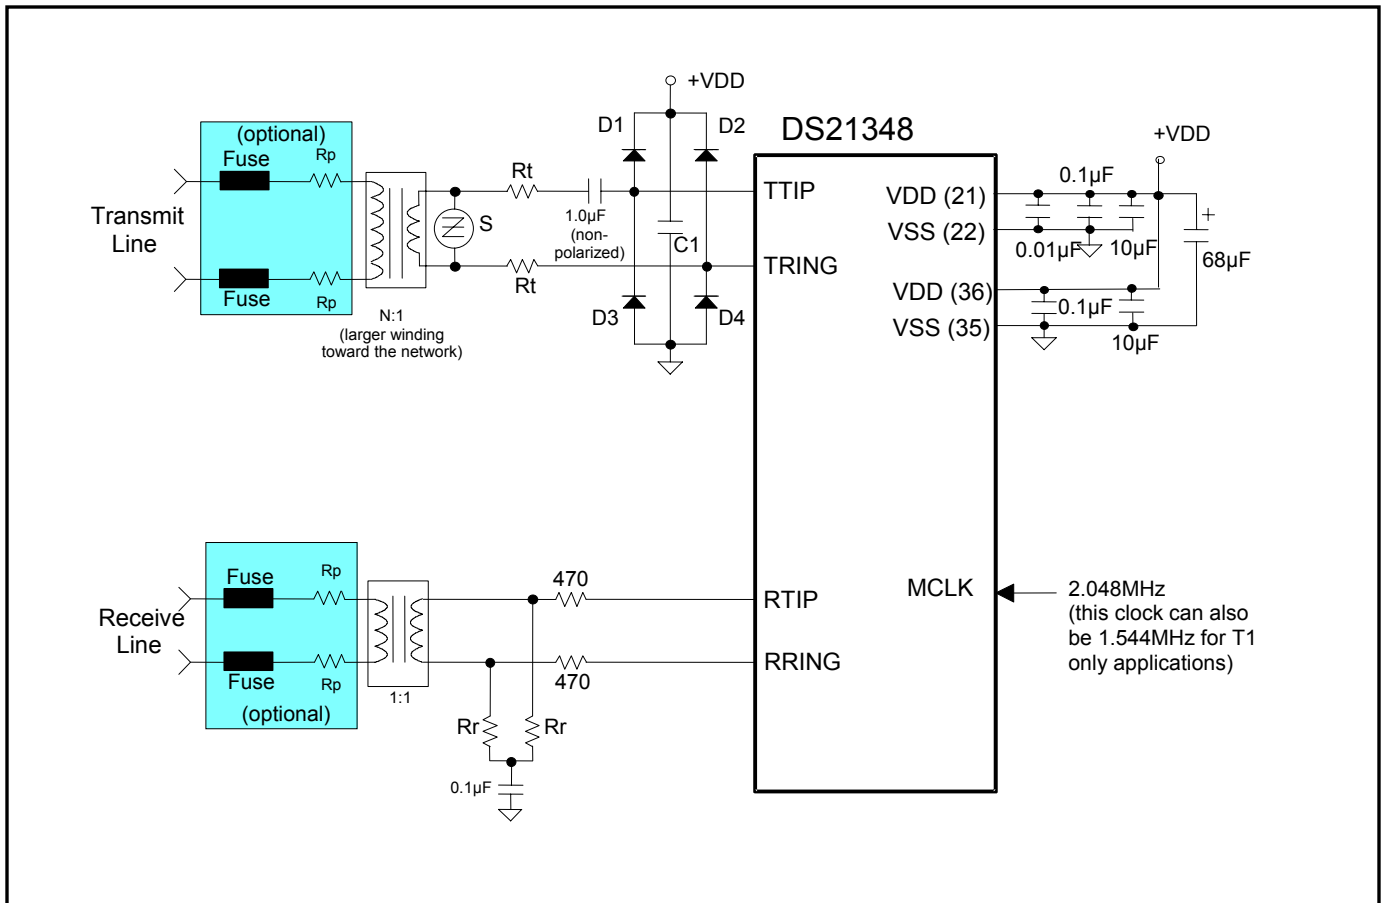 +VDD
(optional)
Fuse
Rp
D1
D2
DS21348
+VDD
Rt
Transmit
Line
S
1.0µF
(non-
polarized)
C1
TTIP
TRING
VDD (21)
VSS (22)
0.1µF
0.01µF
10µF
+
68µF
Fuse
Rp
Rt
N:1
(larger winding
toward the network)
D3
D4
VDD (36)
VSS (35)
0.1µF
10µF
Fuse
Rp
470
RTIP
MCLK
2.048MHz
(this clock can also
be 1.544MHz for T1
only applications)
Receive
Line
Fuse
Rp
(optional)
1:1
470
RRING
Rr
Rr
0.1µF